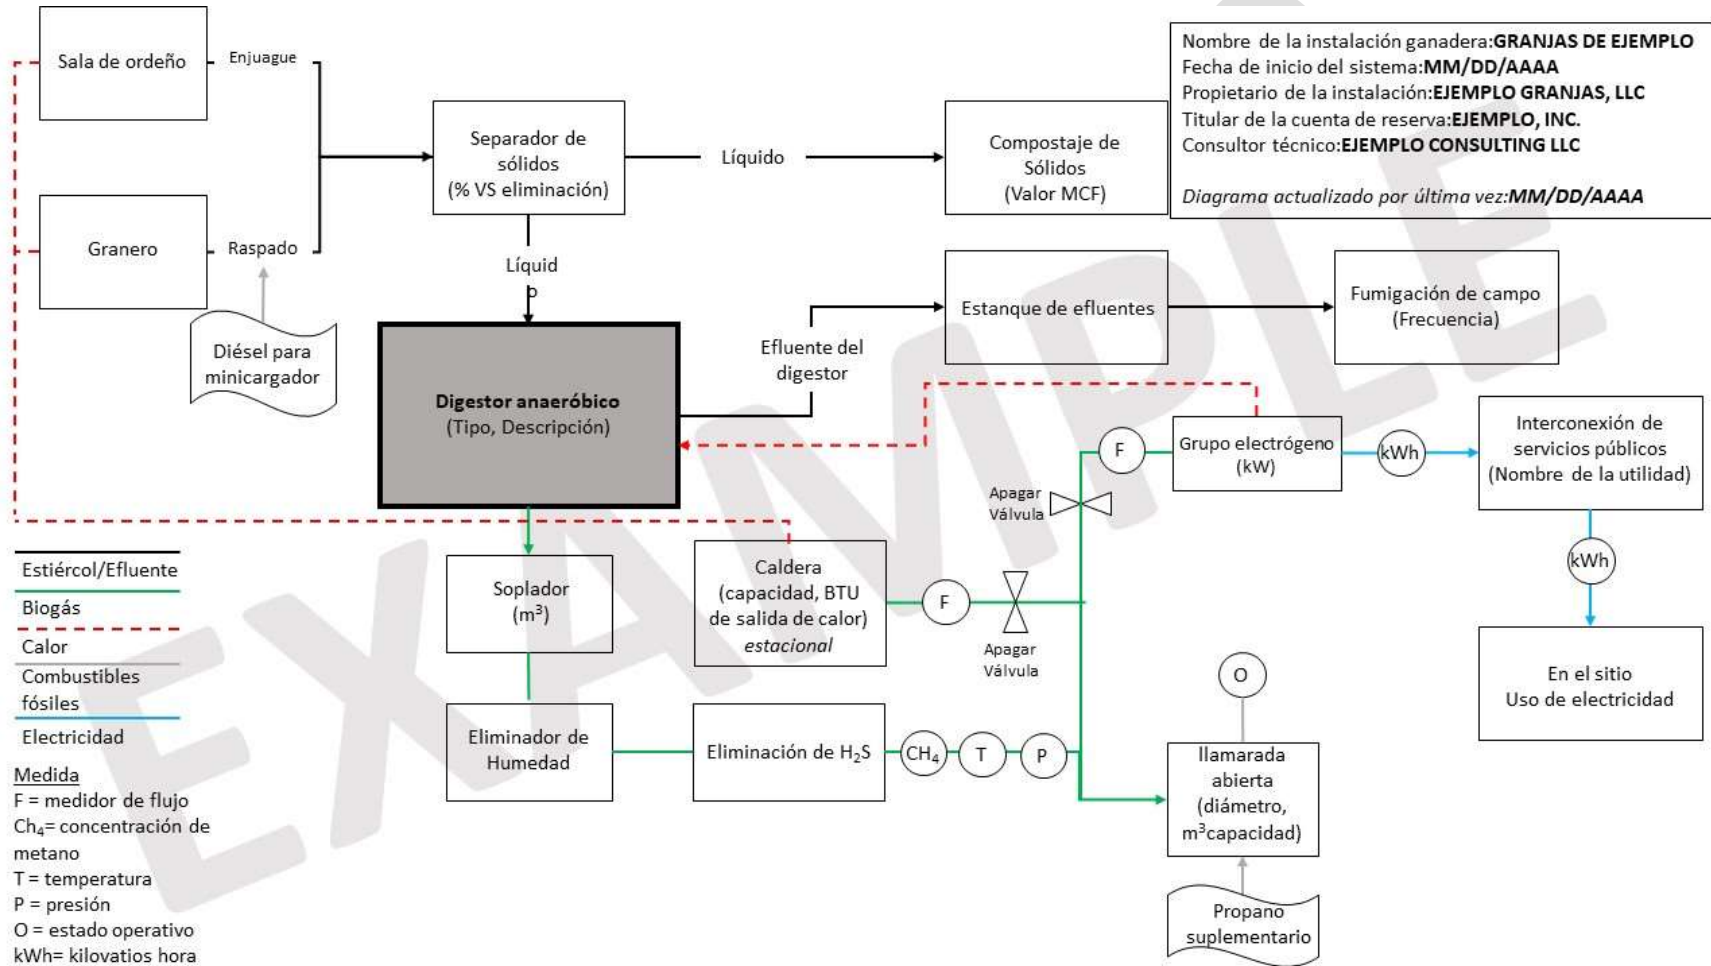 Sala de ordeño
Enjuague
Granero
Raspado
Diésel para
minicargador
Separador de
sólidos
(% VS eliminación)
Líquido
Compostaje de
Sólidos
(Valor MCF)
Nombre de la instalación ganadera:GRANJAS DE EJEMPLO
Fecha de inicio del sistema:MM/DD/AAAA
Propietario de la instalación:EJEMPLO GRANJAS, LLC
Titular de la cuenta de reserva:EJEMPLO, INC.
Consultor técnico:EJEMPLO CONSULTING LLC
Diagrama actualizado por última vez:MM/DD/AAAA
Líquid
o
Digestor anaeróbico
(Tipo, Descripción)
Efluente del
digestor
Estanque de efluentes
Fumigación de campo
(Frecuencia)
F
Grupo electrógeno
(kW)
kWh
Interconexión de
servicios públicos
(Nombre de la utilidad)
Apagar
Válvula
kWh
En el sitio
Uso de electricidad
Soplador
(m³)
Caldera
(capacidad, BTU
de salida de calor)
estacional
F
Apagar
Válvula
Eliminador de
Humedad
Eliminación de H₂S
CH₄
T
P
O
llamarada
abierta
(diámetro,
m³capacidad)
Propano
suplementario
Estiércol/Efluente
Biogás
Calor
Combustibles
fósiles
Electricidad
Medida
F = medidor de flujo
Ch₄= concentración de
metano
T = temperatura
P = presión
O = estado operativo
kWh= kilovatios hora
EXAMPLE